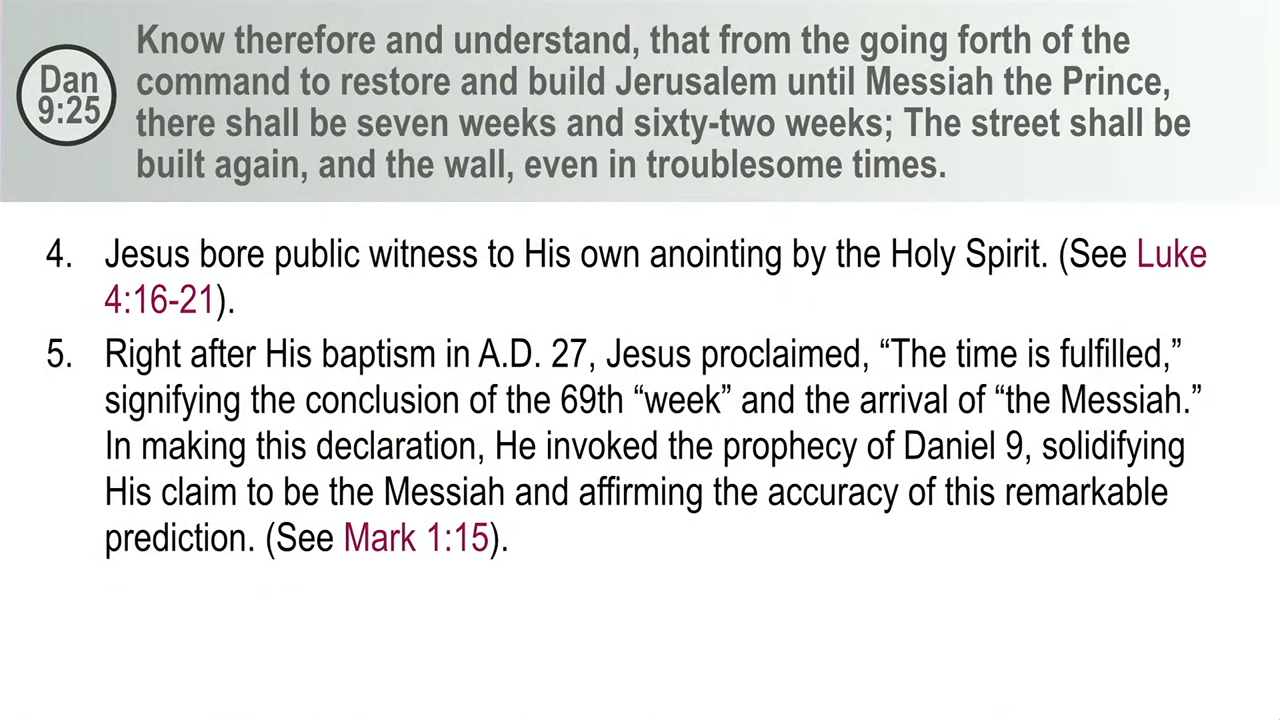 Dan
9:25
Know therefore and understand, that from the going forth of the
command to restore and build Jerusalem until Messiah the Prince,
there shall be seven weeks and sixty-two weeks; The street shall be
built again, and the wall, even in troublesome times.
4. Jesus bore public witness to His own anointing by the Holy Spirit. (See Luke
4:16-21).
5. Right after His baptism in A.D. 27, Jesus proclaimed, “The time is fulfilled,”
signifying the conclusion of the 69th “week” and the arrival of “the Messiah.”
In making this declaration, He invoked the prophecy of Daniel 9, solidifying
His claim to be the Messiah and affirming the accuracy of this remarkable
prediction. (See Mark 1:15).